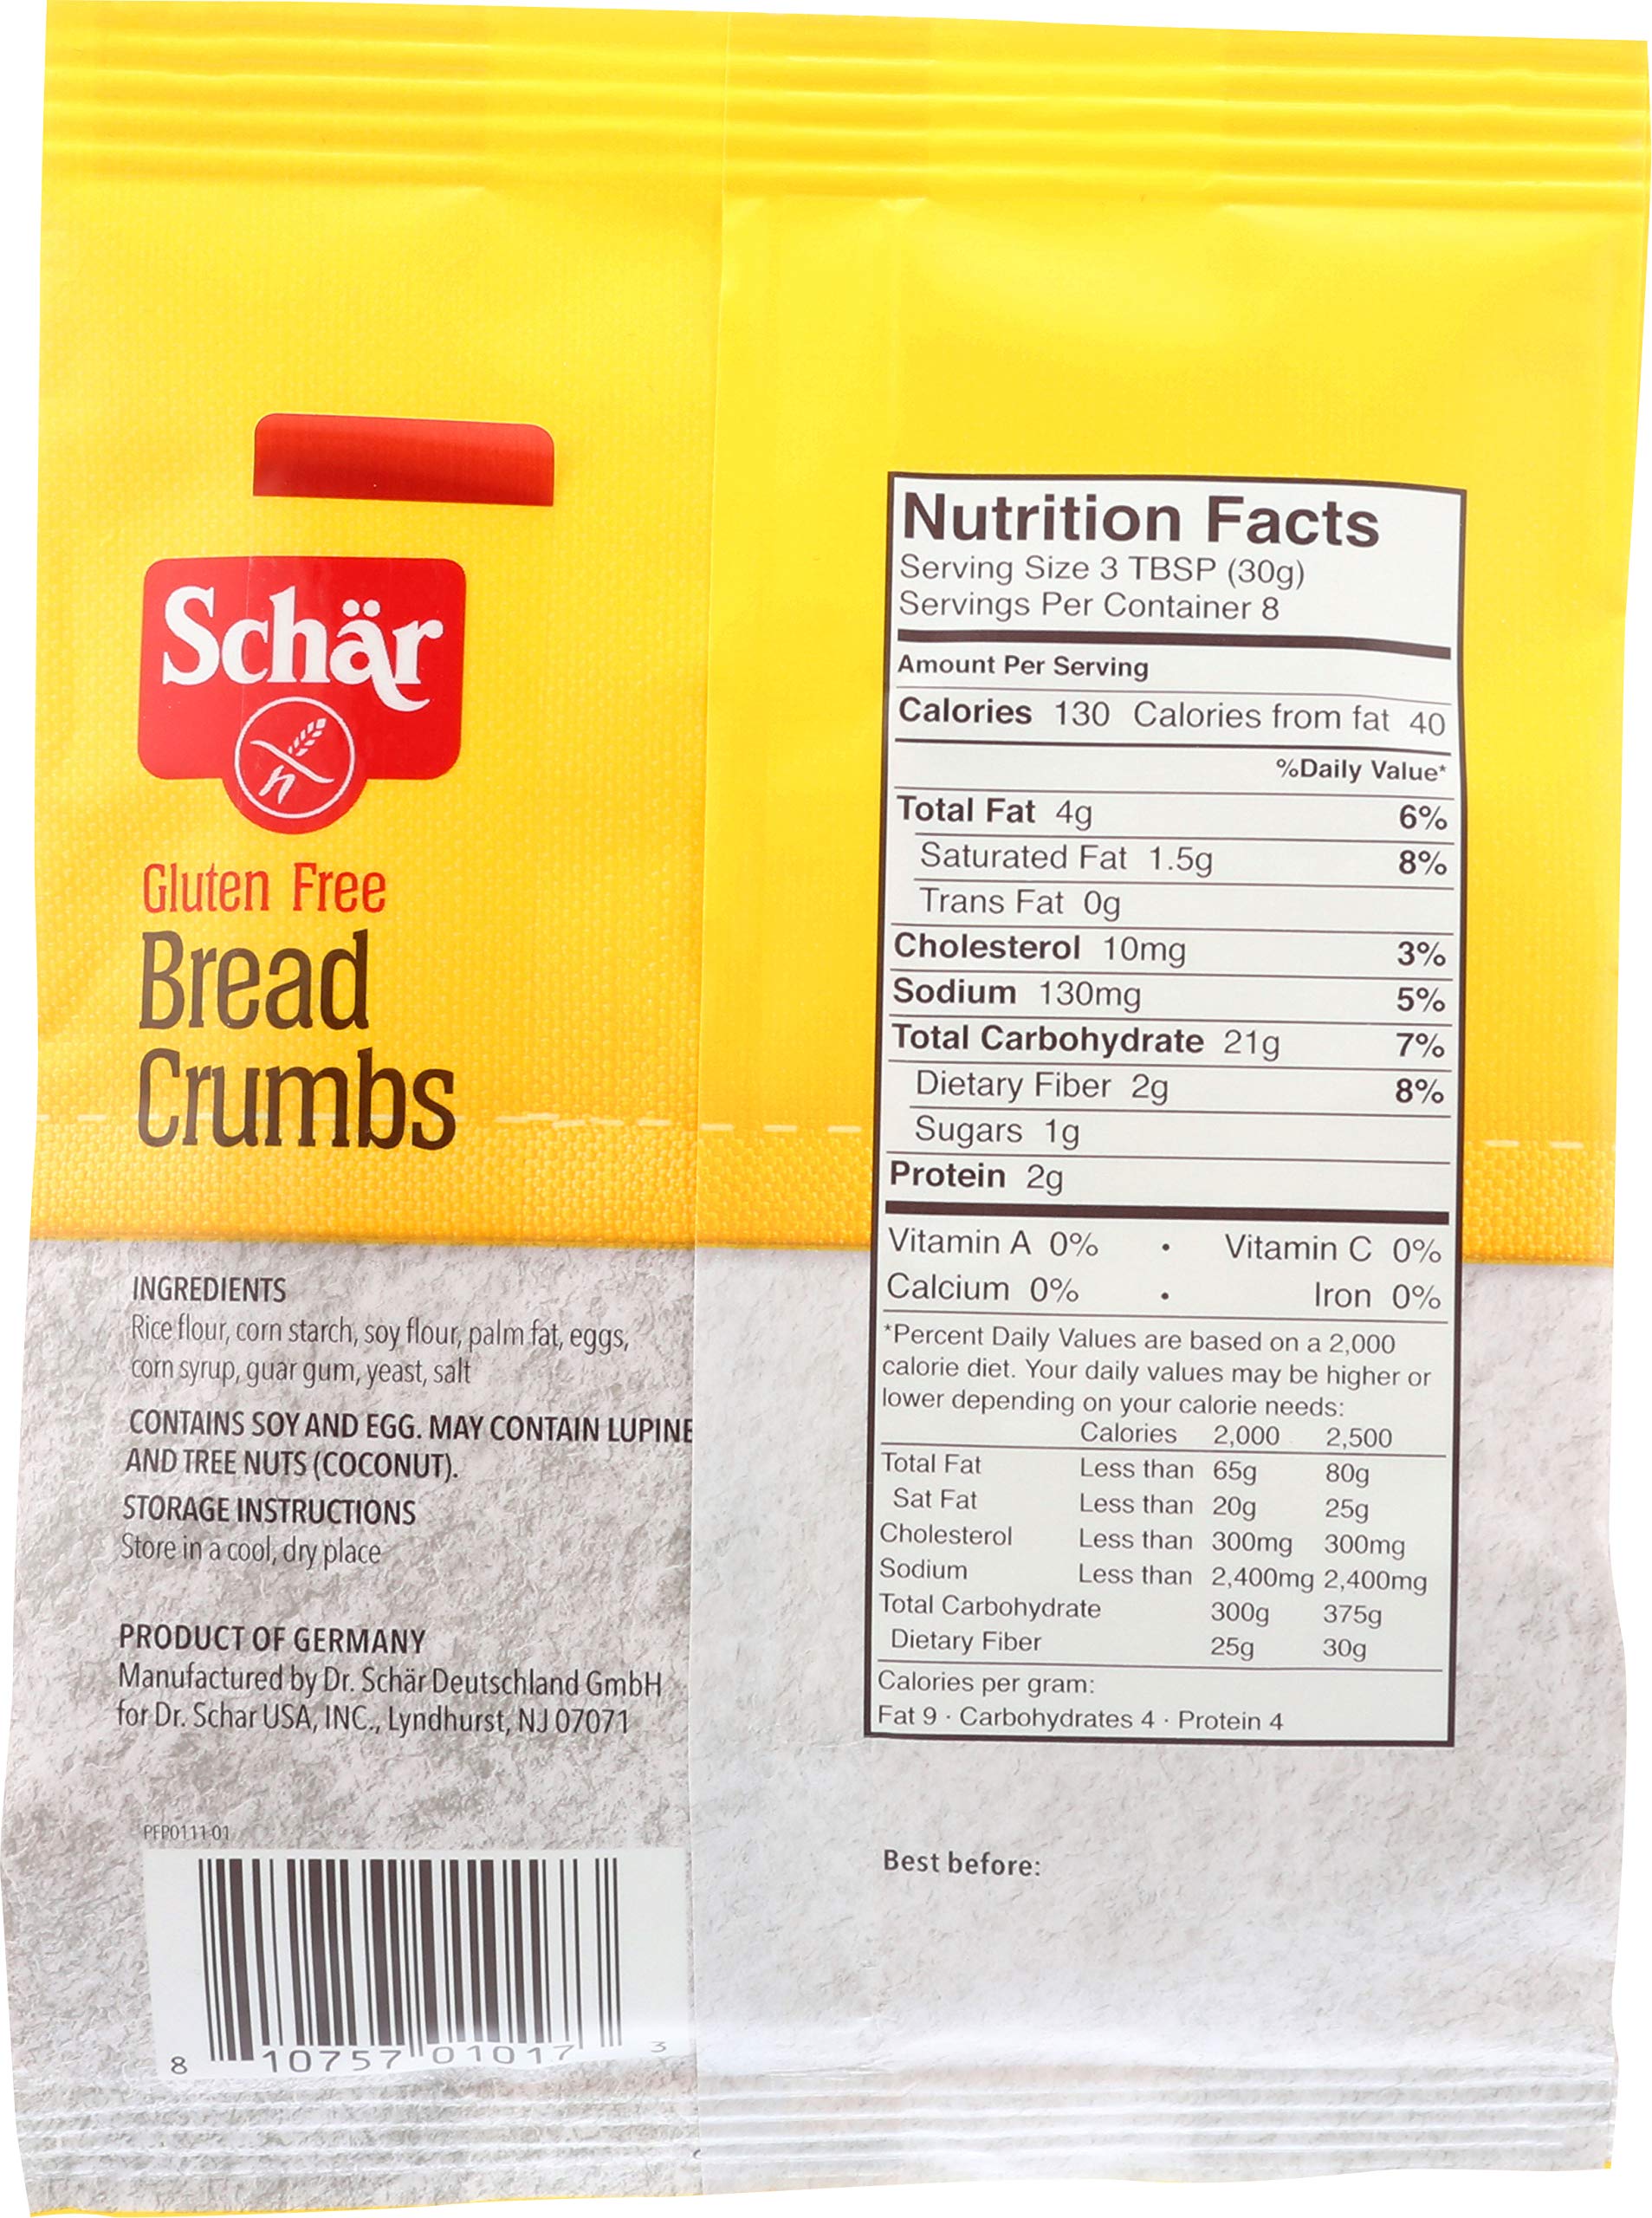 Schär
Gluten Free
Bread
Crumbs
INGREDIENTS
Rice flour, corn starch, soy flour, palm fat, eggs,
corn syrup, guar gum, yeast, salt
CONTAINS SOY AND EGG. MAY CONTAIN LUPINE
AND TREE NUTS (COCONUT).
STORAGE INSTRUCTIONS
Store in a cool, dry place
PRODUCT OF GERMANY
Manufactured by Dr. Schär Deutschland GmbH
for Dr. Schar USA, INC., Lyndhurst, NJ 07071
PFP0111-01
8 10757 01017 3
Nutrition Facts
Serving Size 3 TBSP (30g)
Servings Per Container 8
Amount Per Serving
Calories 130 Calories from fat 40
%Daily Value*
Total Fat 4g 6%
Saturated Fat 1.5g 8%
Trans Fat 0g
Cholesterol 10mg 3%
Sodium 130mg 5%
Total Carbohydrate 21g 7%
Dietary Fiber 2g 8%
Sugars 1g
Protein 2g
Vitamin A 0% • Vitamin C 0%
Calcium 0% • Iron 0%
*Percent Daily Values are based on a 2,000
calorie diet. Your daily values may be higher or
lower depending on your calorie needs:
Calories 2,000 2,500
Total Fat Less than 65g 80g
Sat Fat Less than 20g 25g
Cholesterol Less than 300mg 300mg
Sodium Less than 2,400mg 2,400mg
Total Carbohydrate 300g 375g
Dietary Fiber 25g 30g
Calories per gram:
Fat 9 · Carbohydrates 4 · Protein 4
Best before: